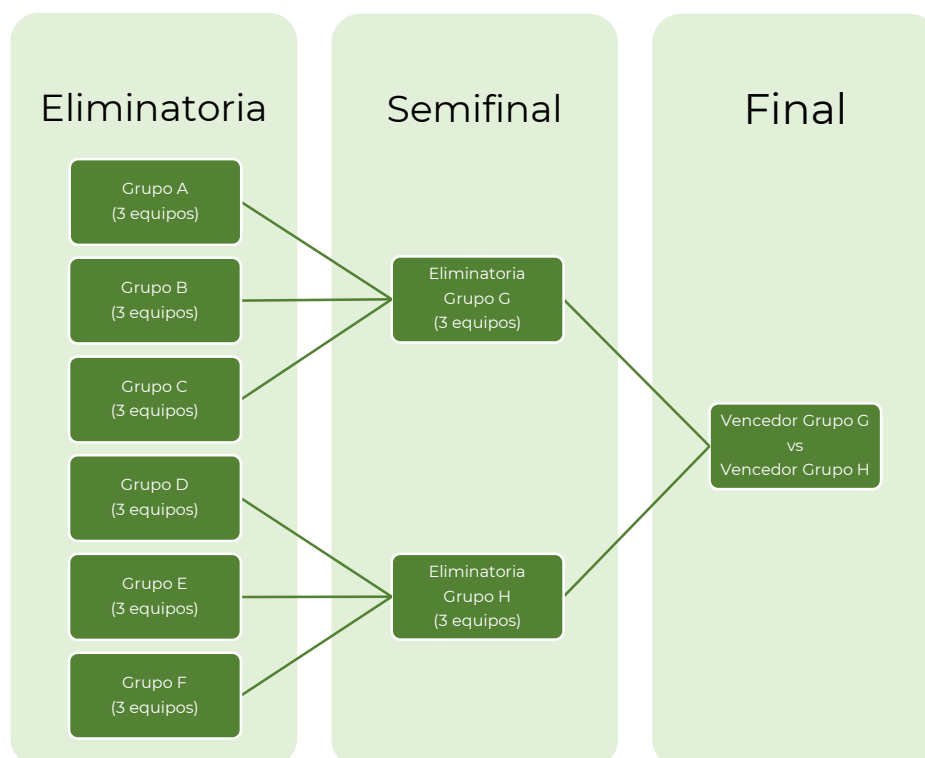 Eliminatoria
Grupo A
(3 equipos)
Grupo B
(3 equipos)
Grupo C
(3 equipos)
Grupo D
(3 equipos)
Grupo E
(3 equipos)
Grupo F
(3 equipos)
Semifinal
Eliminatoria
Grupo G
(3 equipos)
Eliminatoria
Grupo H
(3 equipos)
Final
Vencedor Grupo G
vs
Vencedor Grupo H